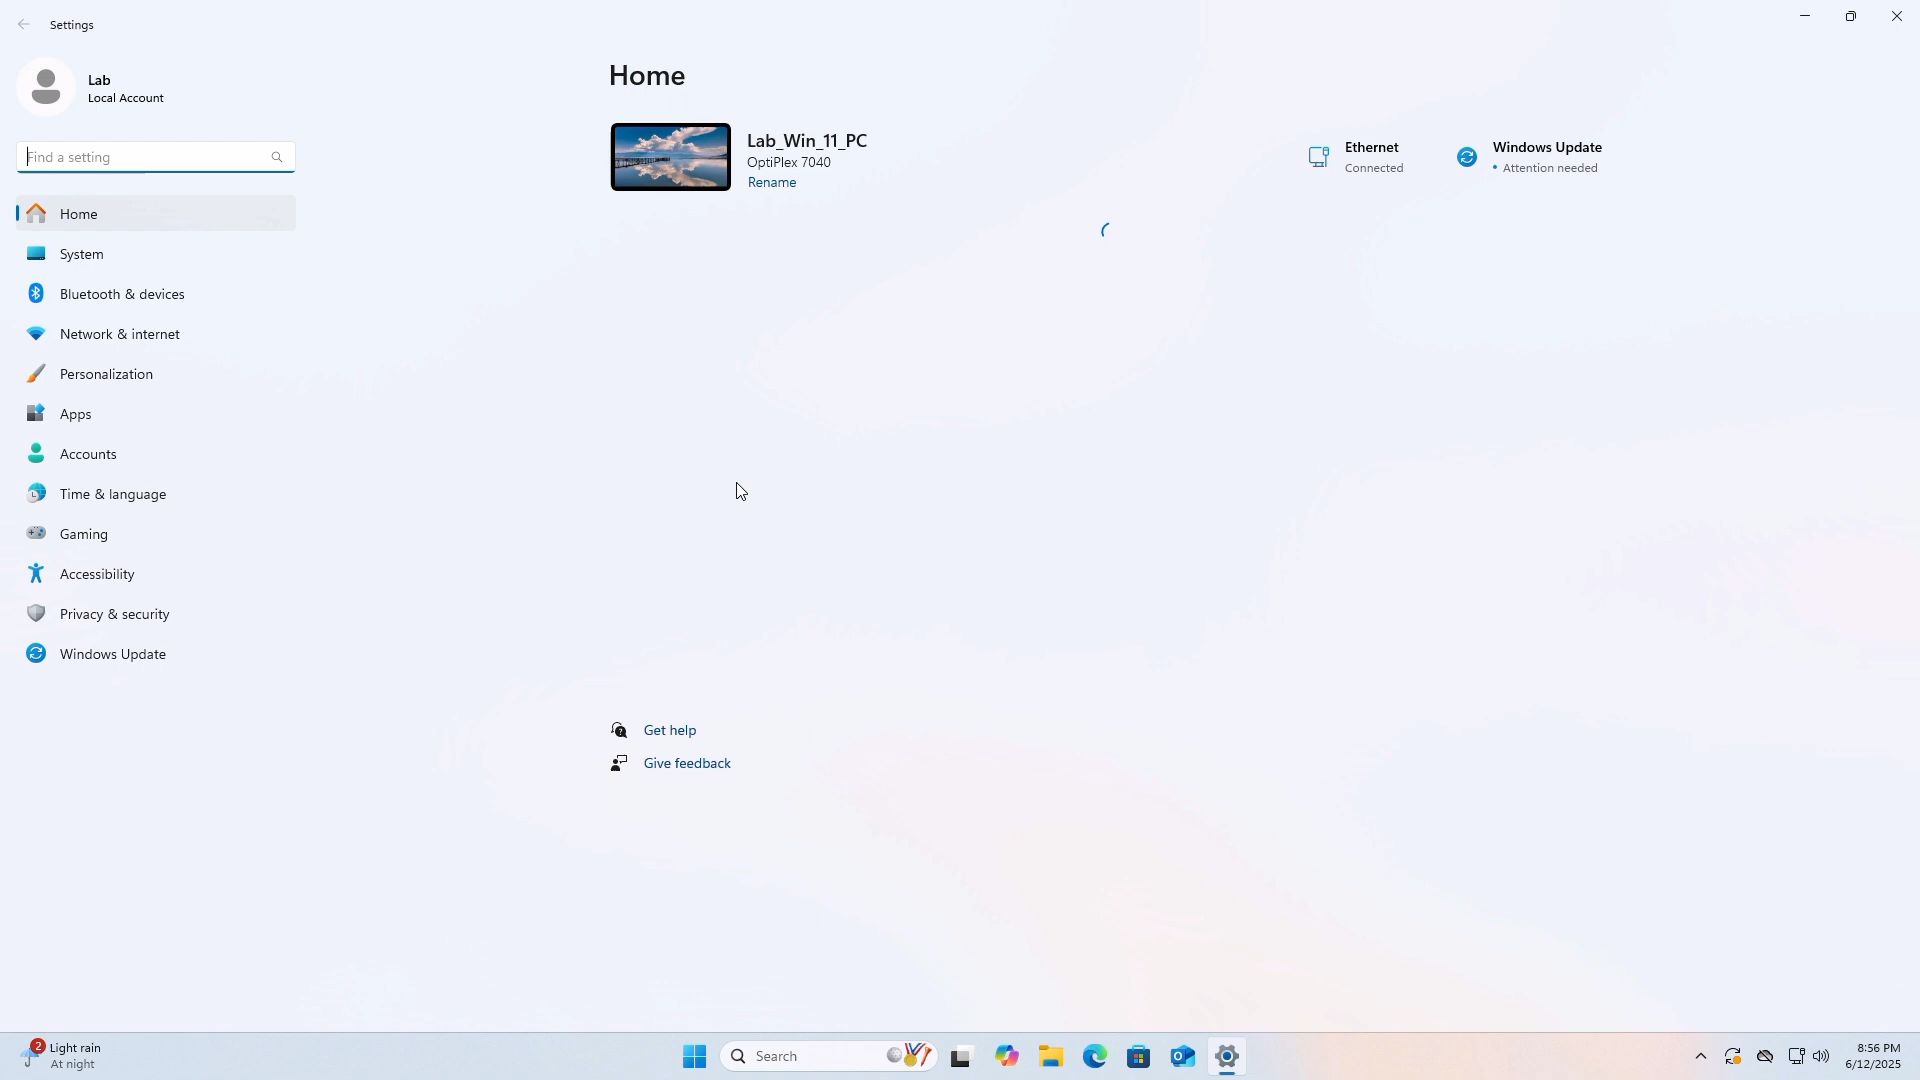 Settings
Lab
Local Account
Find a setting
Home
System
Bluetooth & devices
Network & internet
Personalization
Apps
Accounts
Time & language
Gaming
Accessibility
Privacy & security
Windows Update
Home
Lab_Win_11_PC
OptiPlex 7040
Rename
Ethernet
Connected
Windows Update
• Attention needed
Get help
Give feedback
2
Light rain
At night
Search
8:56 PM
6/12/2025